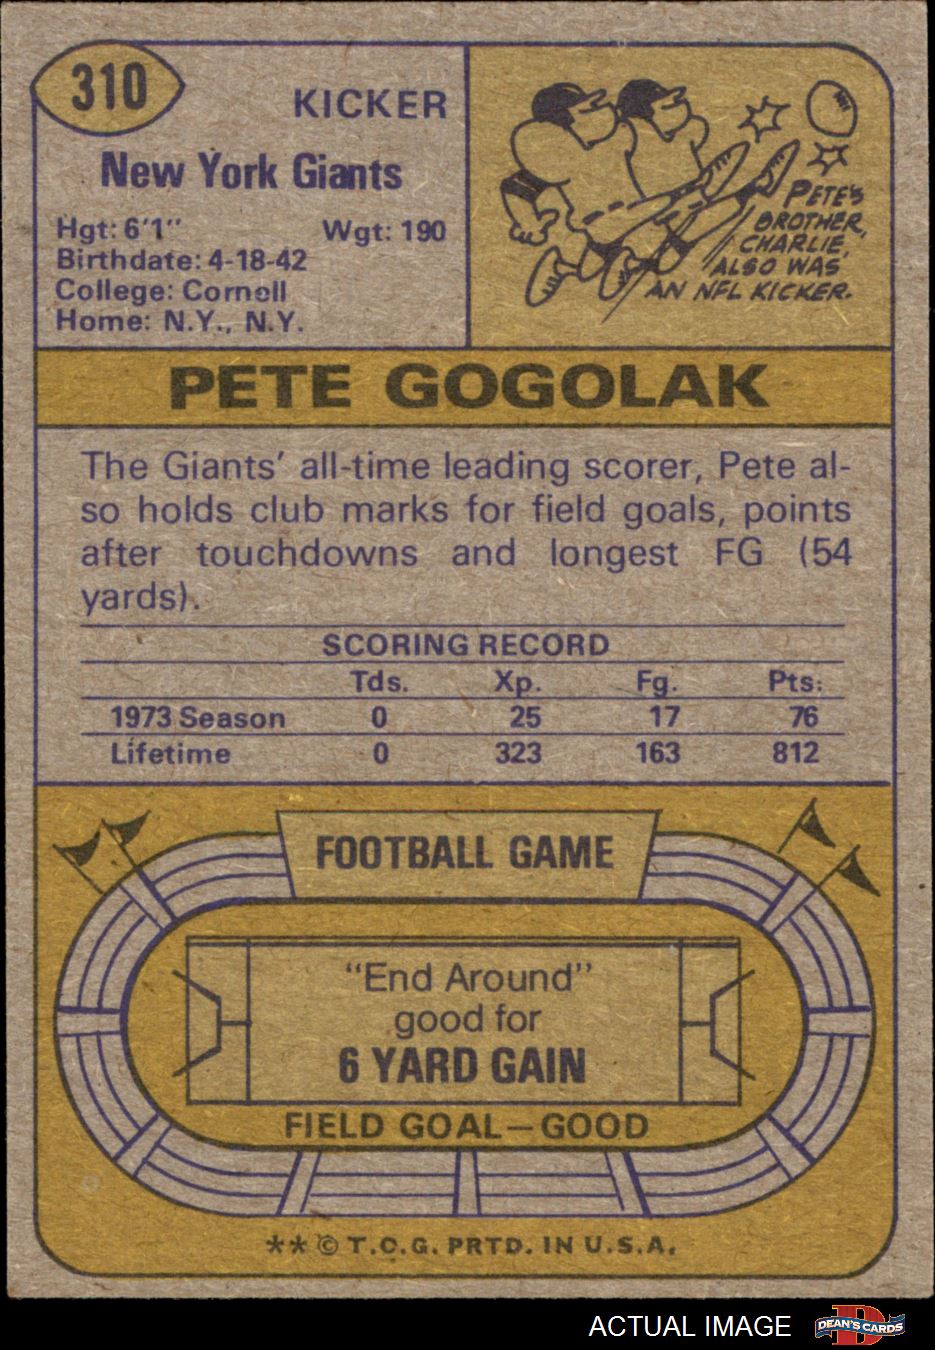 310
KICKER
New York Giants
Hgt: 6'1" Wgt: 190
Birthdate: 4-18-42
College: Cornell
Home: N.Y., N.Y.
PETE'S
BROTHER,
CHARLIE,
ALSO WAS
AN NFL KICKER.
PETE GOGOLAK
The Giants' all-time leading scorer, Pete al-
so holds club marks for field goals, points
after touchdowns and longest FG (54
yards).
SCORING RECORD
Tds. Xp. Fg. Pts:
1973 Season 0 25 17 76
Lifetime 0 323 163 812
FOOTBALL GAME
"End Around"
good for
6 YARD GAIN
FIELD GOAL—GOOD
** © T.C.G. PRTD. IN U.S.A.
ACTUAL IMAGE
DEAN'S CARDS